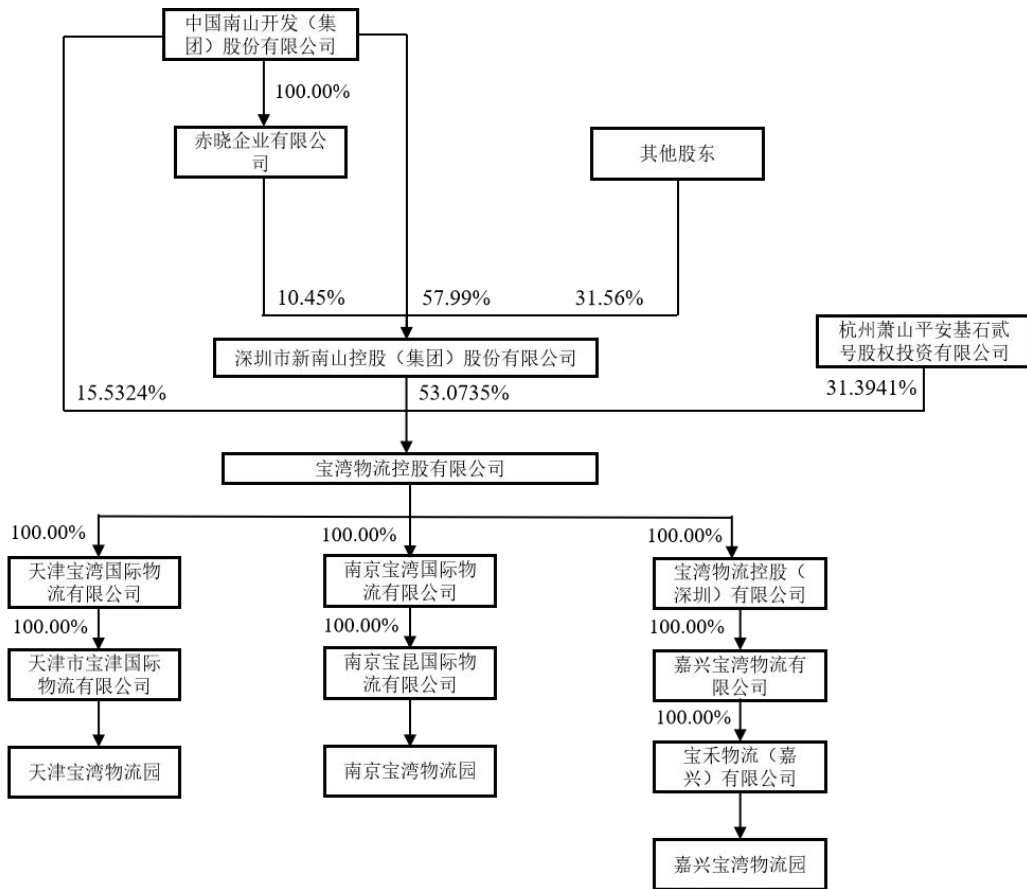 中国南山开发（集
团）股份有限公司
100.00%
赤晓企业有限公
司
其他股东
10.45%
57.99%
31.56%
深圳市新南山控股（集团）股份有限公司
杭州萧山平安基石贰
号股权投资有限公司
15.5324%
53.0735%
31.3941%
宝湾物流控股有限公司
100.00%
100.00%
100.00%
天津宝湾国际物
流有限公司
南京宝湾国际物
流有限公司
宝湾物流控股（
深圳）有限公司
100.00%
100.00%
100.00%
天津市宝津国际
物流有限公司
南京宝昆国际物
流有限公司
嘉兴宝湾物流有
限公司
100.00%
天津宝湾物流园
南京宝湾物流园
宝禾物流（嘉
兴）有限公司
嘉兴宝湾物流园